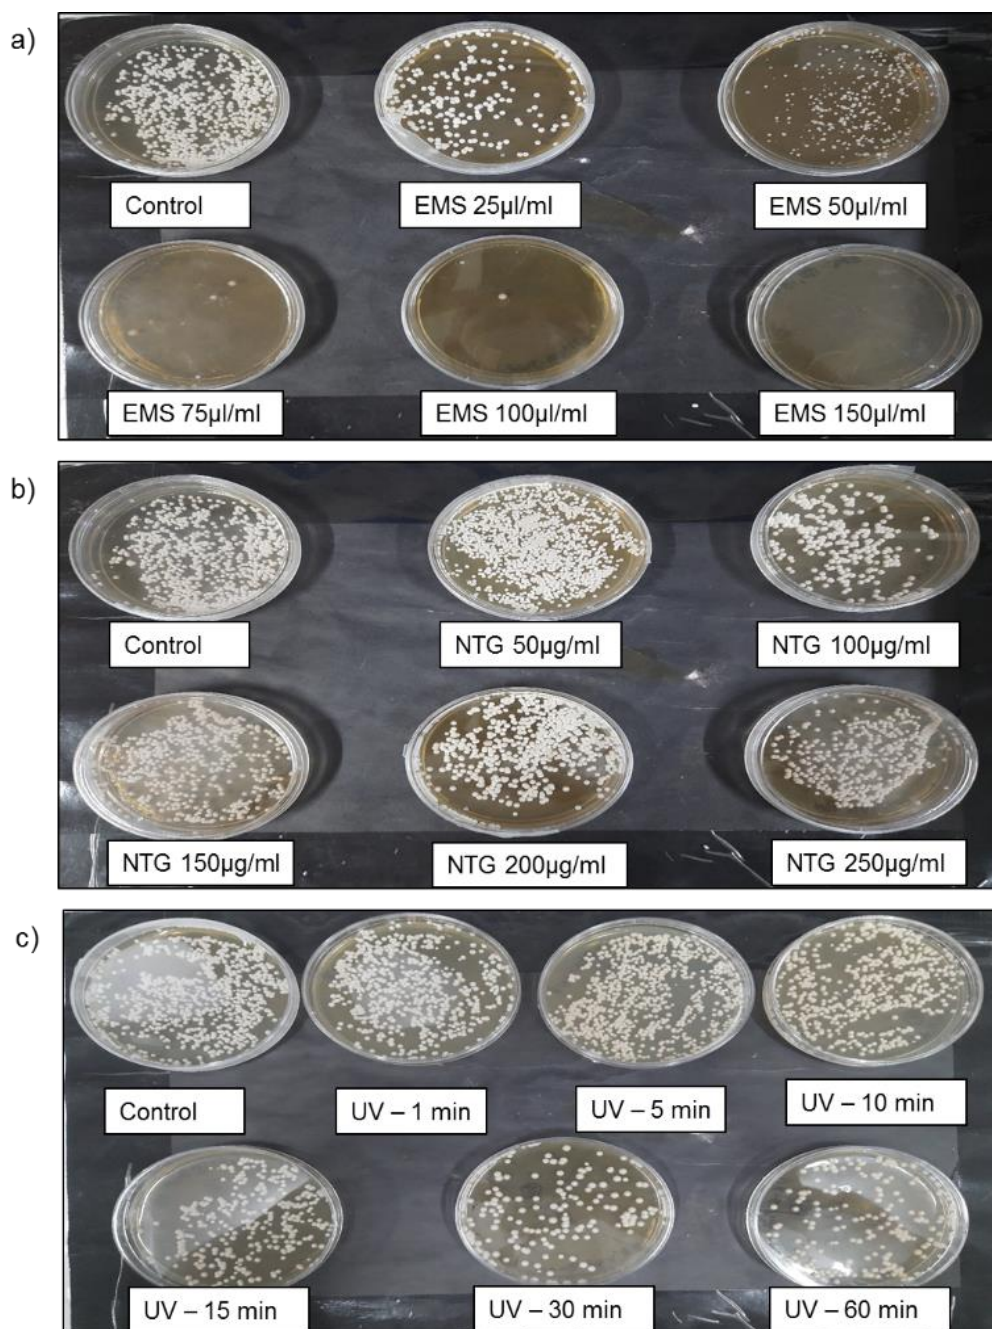 a)
Control
EMS 25µl/ml
EMS 50µl/ml
EMS 75µl/ml
EMS 100µl/ml
EMS 150µl/ml
b)
Control
NTG 50µg/ml
NTG 100µg/ml
NTG 150µg/ml
NTG 200µg/ml
NTG 250µg/ml
c)
Control
UV – 1 min
UV – 5 min
UV – 10 min
UV – 15 min
UV – 30 min
UV – 60 min